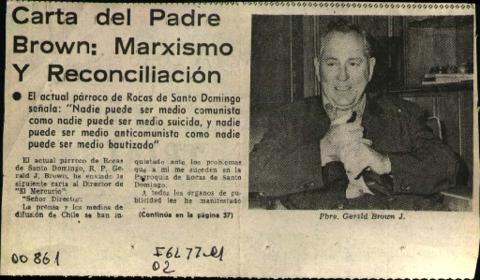 Carta del Padre
Brown: Marxismo
Y Reconciliación
● El actual párroco de Rocas de Santo Domingo
señala: "Nadie puede ser medio comunista
como nadie puede ser medio suicida, y nadie
puede ser medio anticomunista como nadie
puede ser medio bautizado"
El actual párroco de Rocas
de Santo Domingo, R. P. Ge-
rald J. Brown, ha enviado la
siguiente carta al Director de
"El Mercurio".
"Señor Director:
La prensa y los medios de
difusión de Chile se han in-
quietado ante los problemas
que a mí me suceden en la
Parroquia de Rocas de Santo
Domingo.
A todos los órganos de pu-
blicidad les he manifestado
(Continúa en la página 37)
Pbro. Gerald Brown J.
00861
02